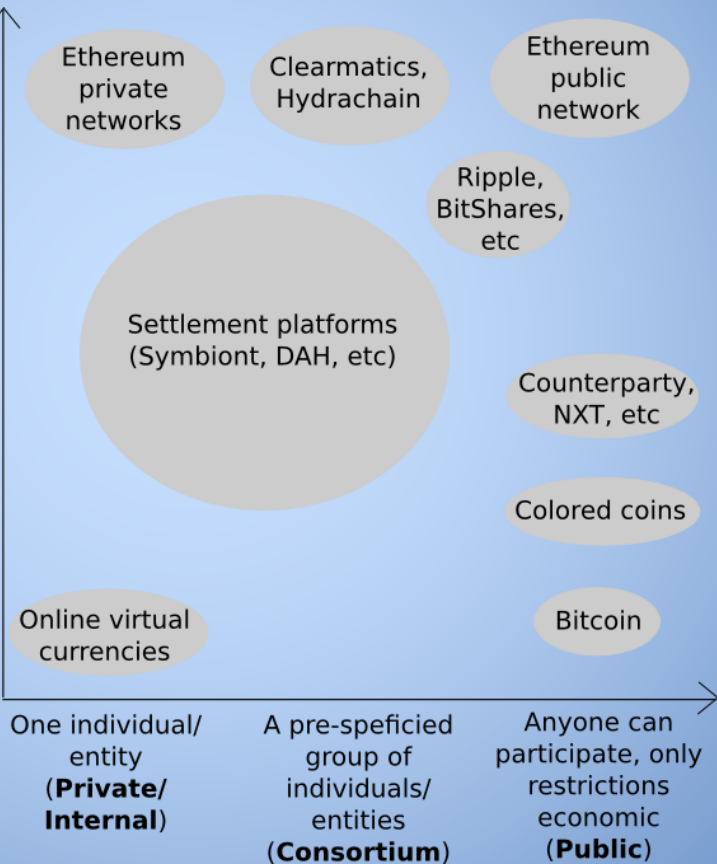 Ethereum
private
networks
Clearmatics,
Hydrachain
Ethereum
public
network
Ripple,
BitShares,
etc
Settlement platforms
(Symbiont, DAH, etc)
Counterparty,
NXT, etc
Colored coins
Online virtual
currencies
Bitcoin
One individual/
entity
(Private/
Internal)
A pre-speficied
group of
individuals/
entities
(Consortium)
Anyone can
participate, only
restrictions
economic
(Public)